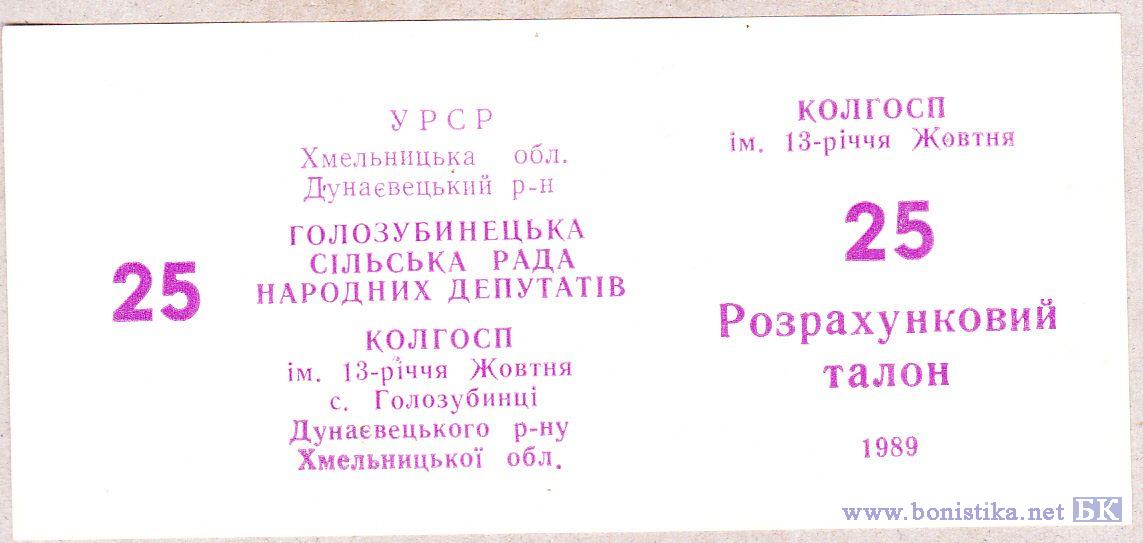 УРСР
Хмельницька обл.
Дунаєвецький р-н
ГОЛОЗУБИНЕЦЬКА
СІЛЬСЬКА РАДА
НАРОДНИХ ДЕПУТАТІВ
25
КОЛГОСП
ім. 13-річчя Жовтня
с. Голозубинці
Дунаєвецького р-ну
Хмельницької обл.
КОЛГОСП
ім. 13-річчя Жовтня
25
Розрахунковий
талон
1989
www.bonistika.net БК